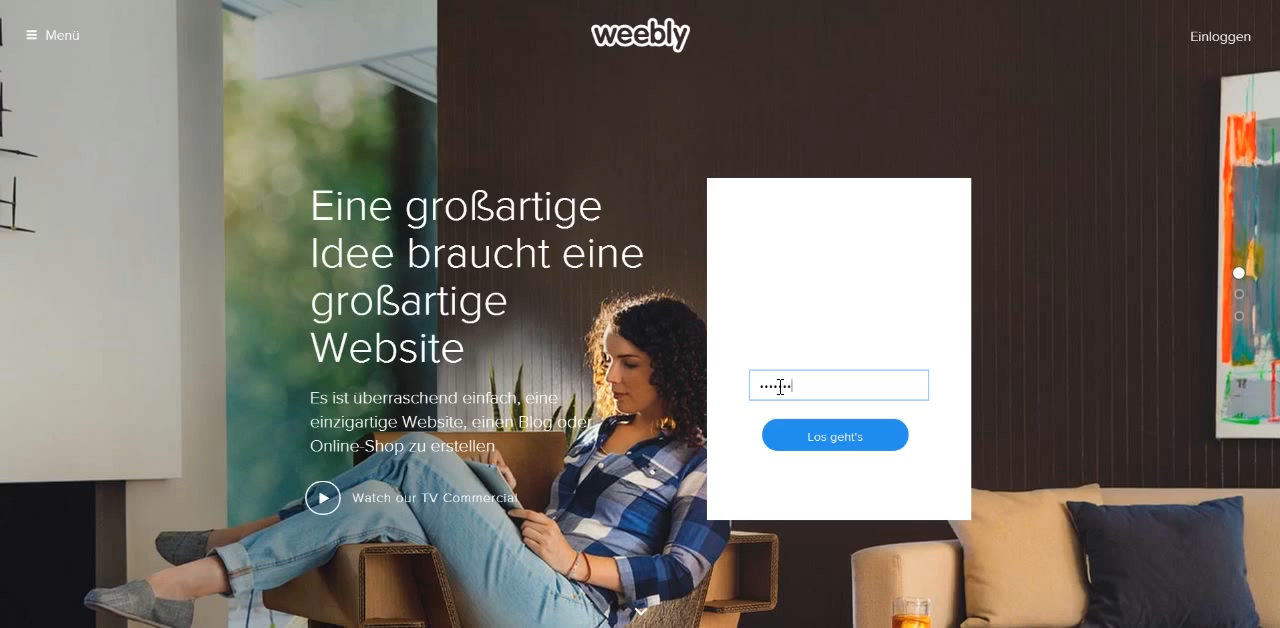 Menü
weebly
Einloggen
Eine großartige
Idee braucht eine
großartige
Website
Es ist überraschend einfach, eine
einzigartige Website, einen Blog oder
Online-Shop zu erstellen
Watch our TV Commercial
Los geht's